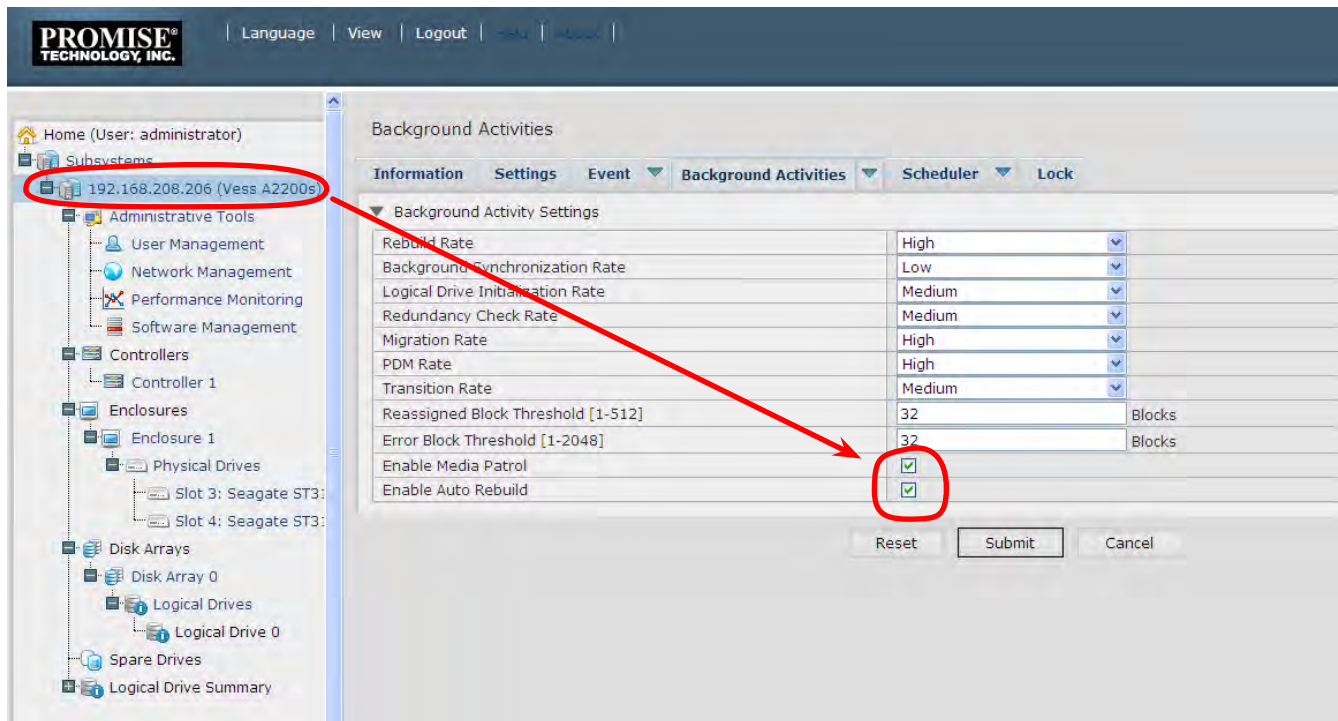 PROMISE®
TECHNOLOGY, INC.
| Language | View | Logout |
Home (User: administrator)
Subsystems
192.168.208.206 (Vess A2200s)
Administrative Tools
User Management
Network Management
Performance Monitoring
Software Management
Controllers
Controller 1
Enclosures
Enclosure 1
Physical Drives
Slot 3: Seagate ST3
Slot 4: Seagate ST3
Disk Arrays
Disk Array 0
Logical Drives
Logical Drive 0
Spare Drives
Logical Drive Summary
Background Activities
Information Settings Event Background Activities Scheduler Lock
Background Activity Settings
Rebuild Rate High
Background Synchronization Rate Low
Logical Drive Initialization Rate Medium
Redundancy Check Rate Medium
Migration Rate High
PDM Rate High
Transition Rate Medium
Reassigned Block Threshold [1-512] 32 Blocks
Error Block Threshold [1-2048] 32 Blocks
Enable Media Patrol
Enable Auto Rebuild
Reset Submit Cancel